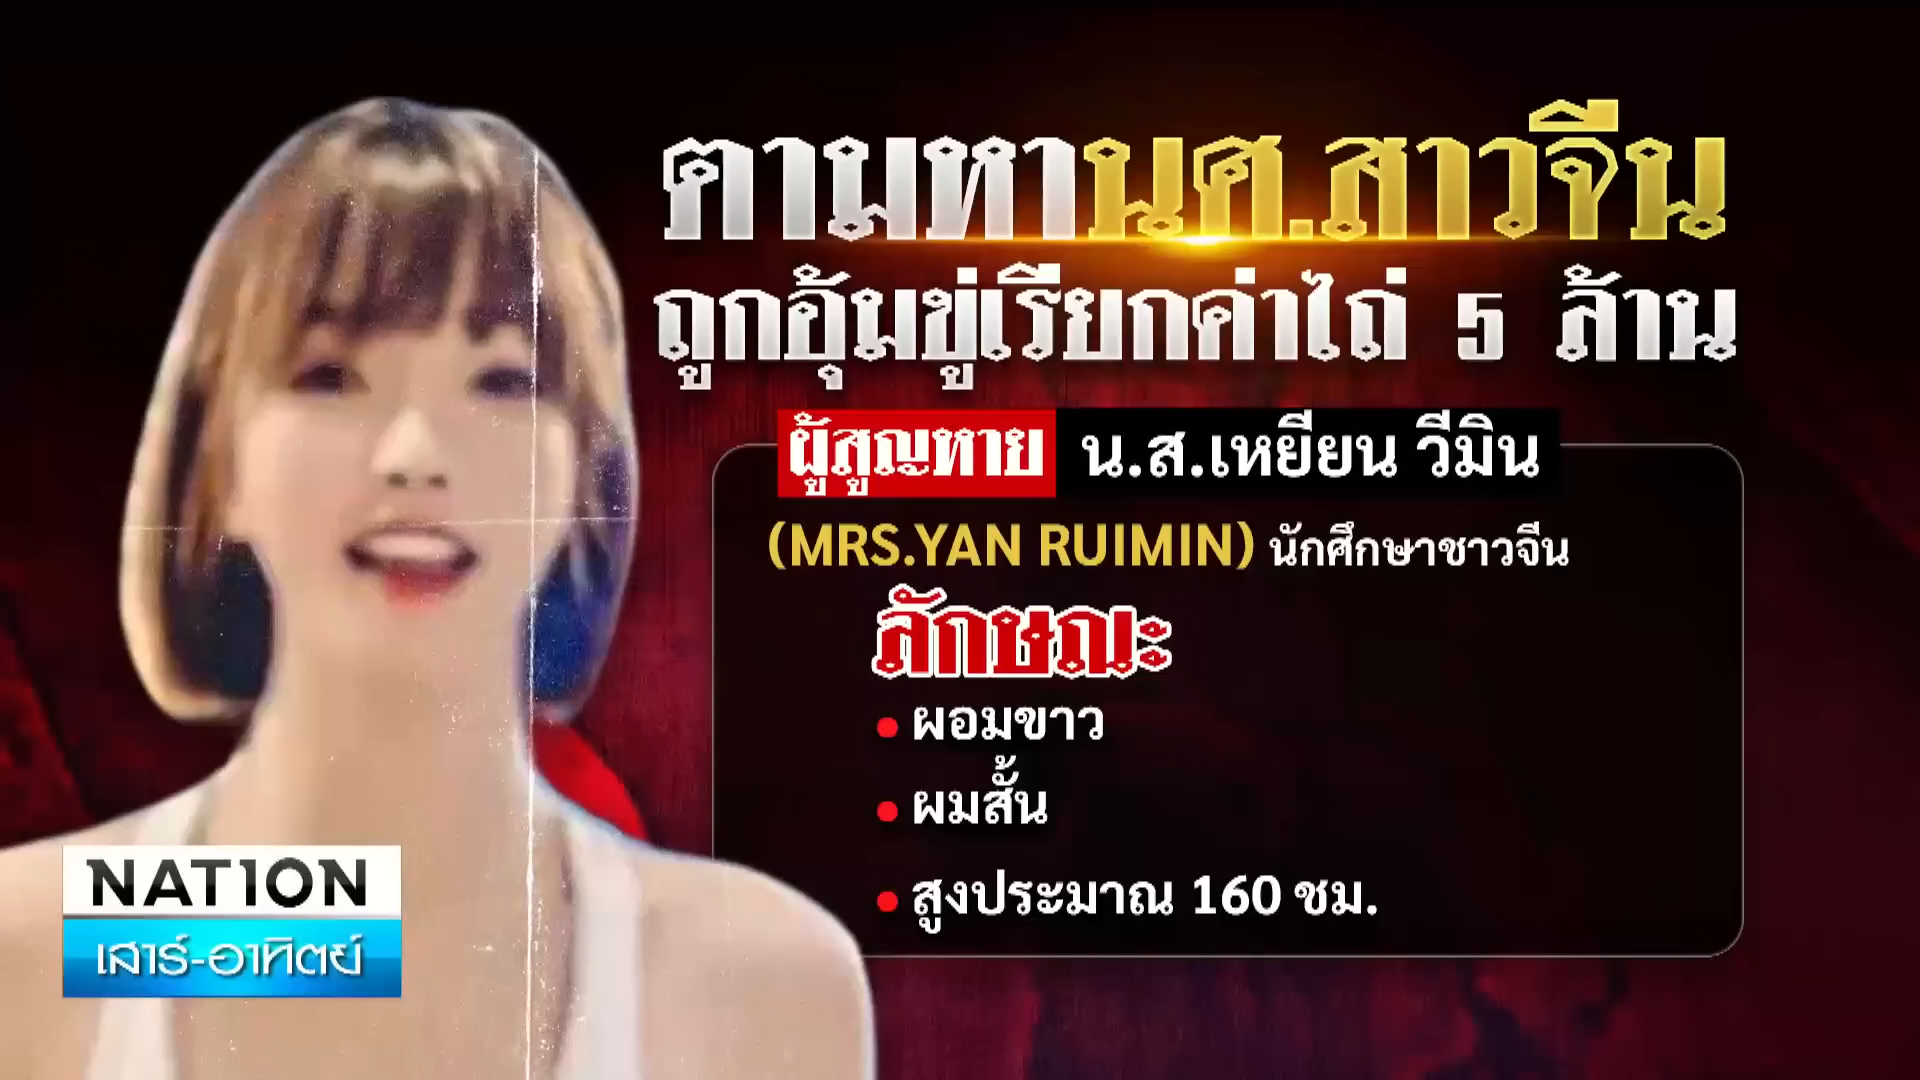 ตามหานศ.สาวจีน
ถูกอุ้มขู่เรียกค่าไถ่ 5 ล้าน
ผู้สูญหาย น.ส.เหยียน วีมิน
(MRS.YAN RUIMIN) นักศึกษาชาวจีน
ลักษณะ
• ผอมขาว
• ผมสั้น
• สูงประมาณ 160 ซม.
NATION
เสาร์-อาทิตย์